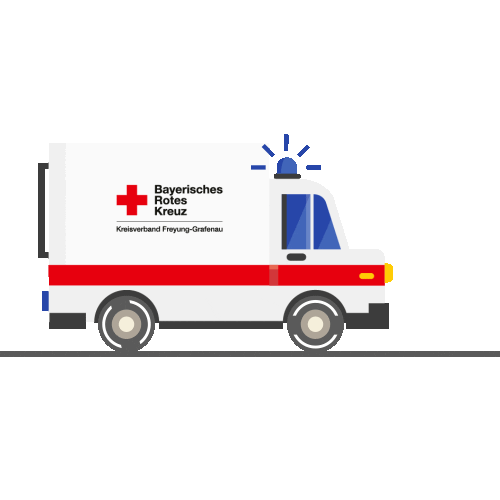 Bayerisches
Rotes
Kreuz
Kreisverband Freyung-Grafenau